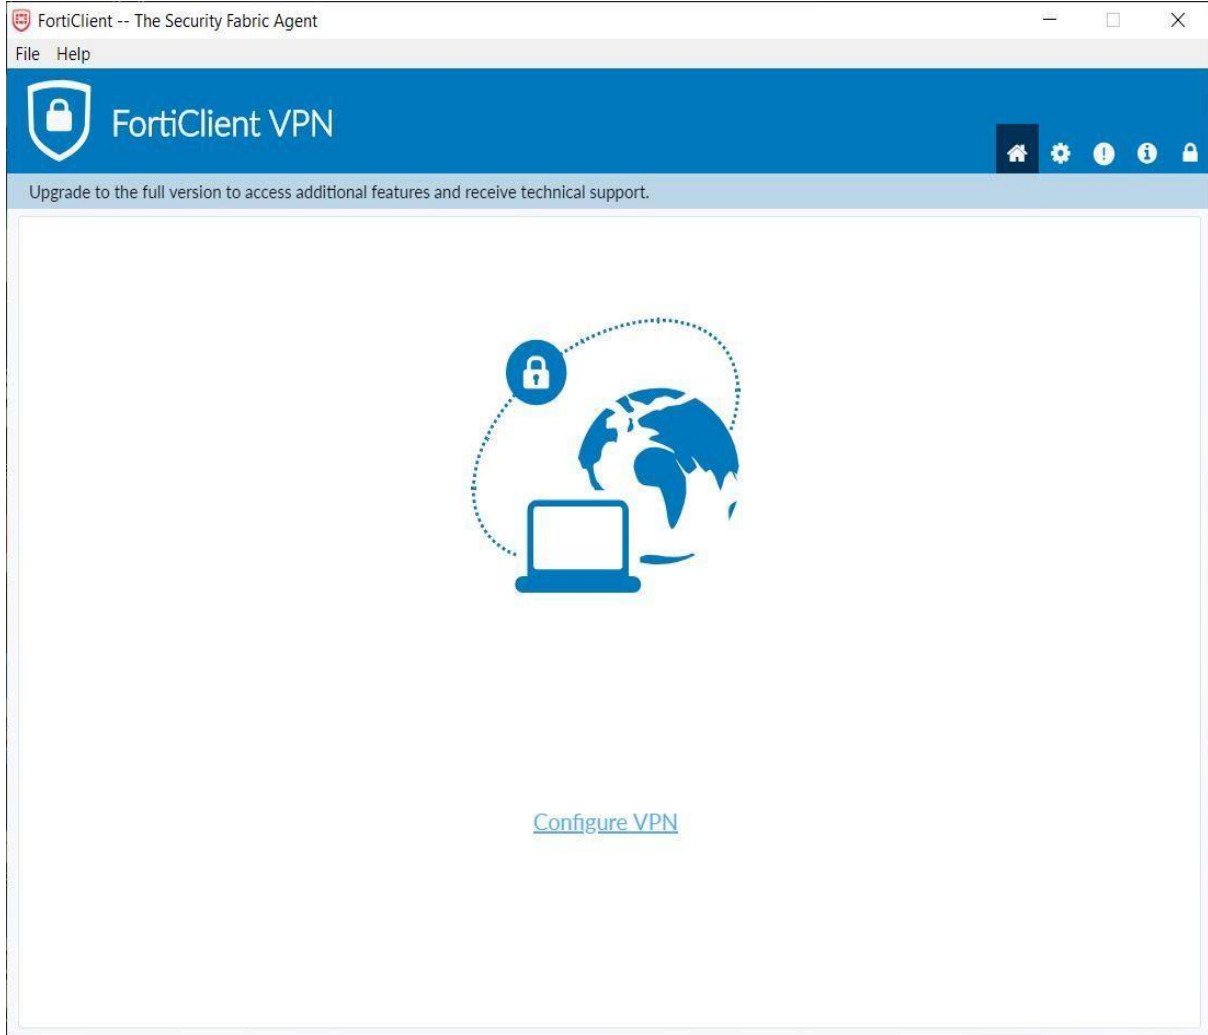 FortiClient -- The Security Fabric Agent
File Help
FortiClient VPN
Upgrade to the full version to access additional features and receive technical support.
Configure VPN